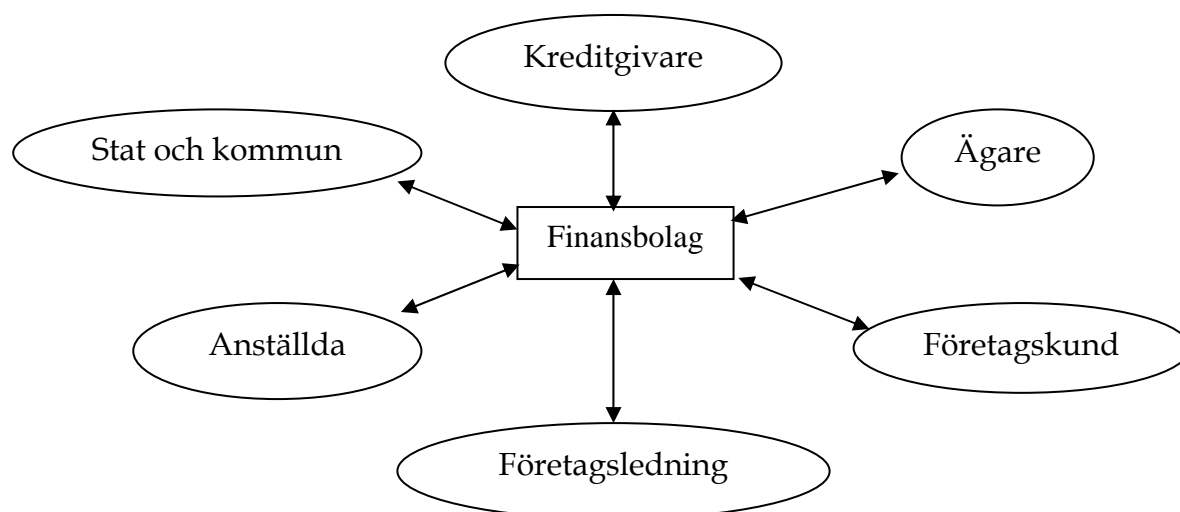 Kreditgivare
Stat och kommun
Ägare
Finansbolag
Anställda
Företagskund
Företagsledning